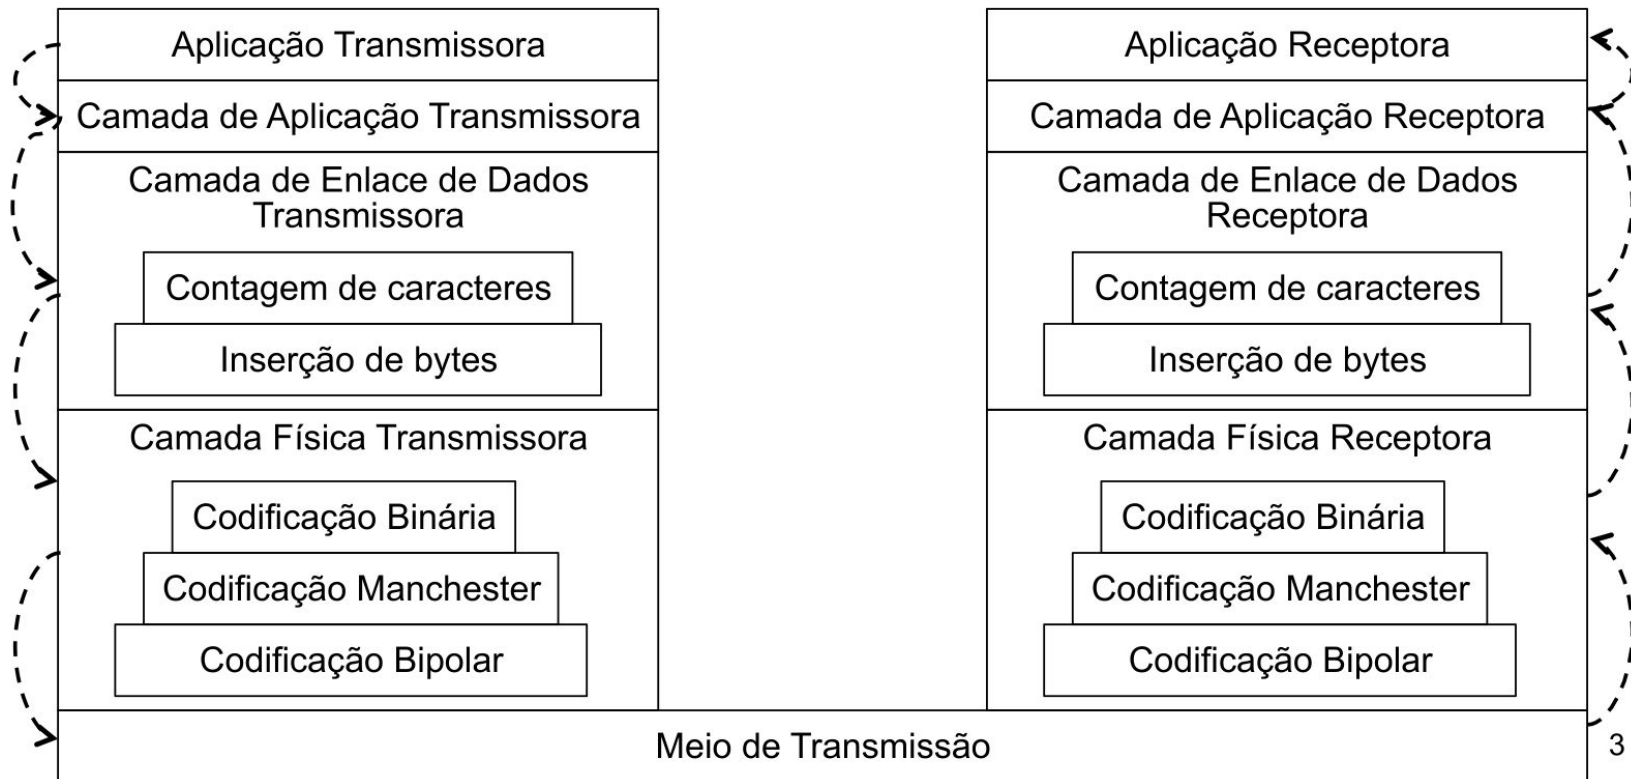 Aplicação Transmissora
Camada de Aplicação Transmissora
Camada de Enlace de Dados
Transmissora
Contagem de caracteres
Inserção de bytes
Camada Física Transmissora
Codificação Binária
Codificação Manchester
Codificação Bipolar
Aplicação Receptora
Camada de Aplicação Receptora
Camada de Enlace de Dados
Receptora
Contagem de caracteres
Inserção de bytes
Camada Física Receptora
Codificação Binária
Codificação Manchester
Codificação Bipolar
Meio de Transmissão
3